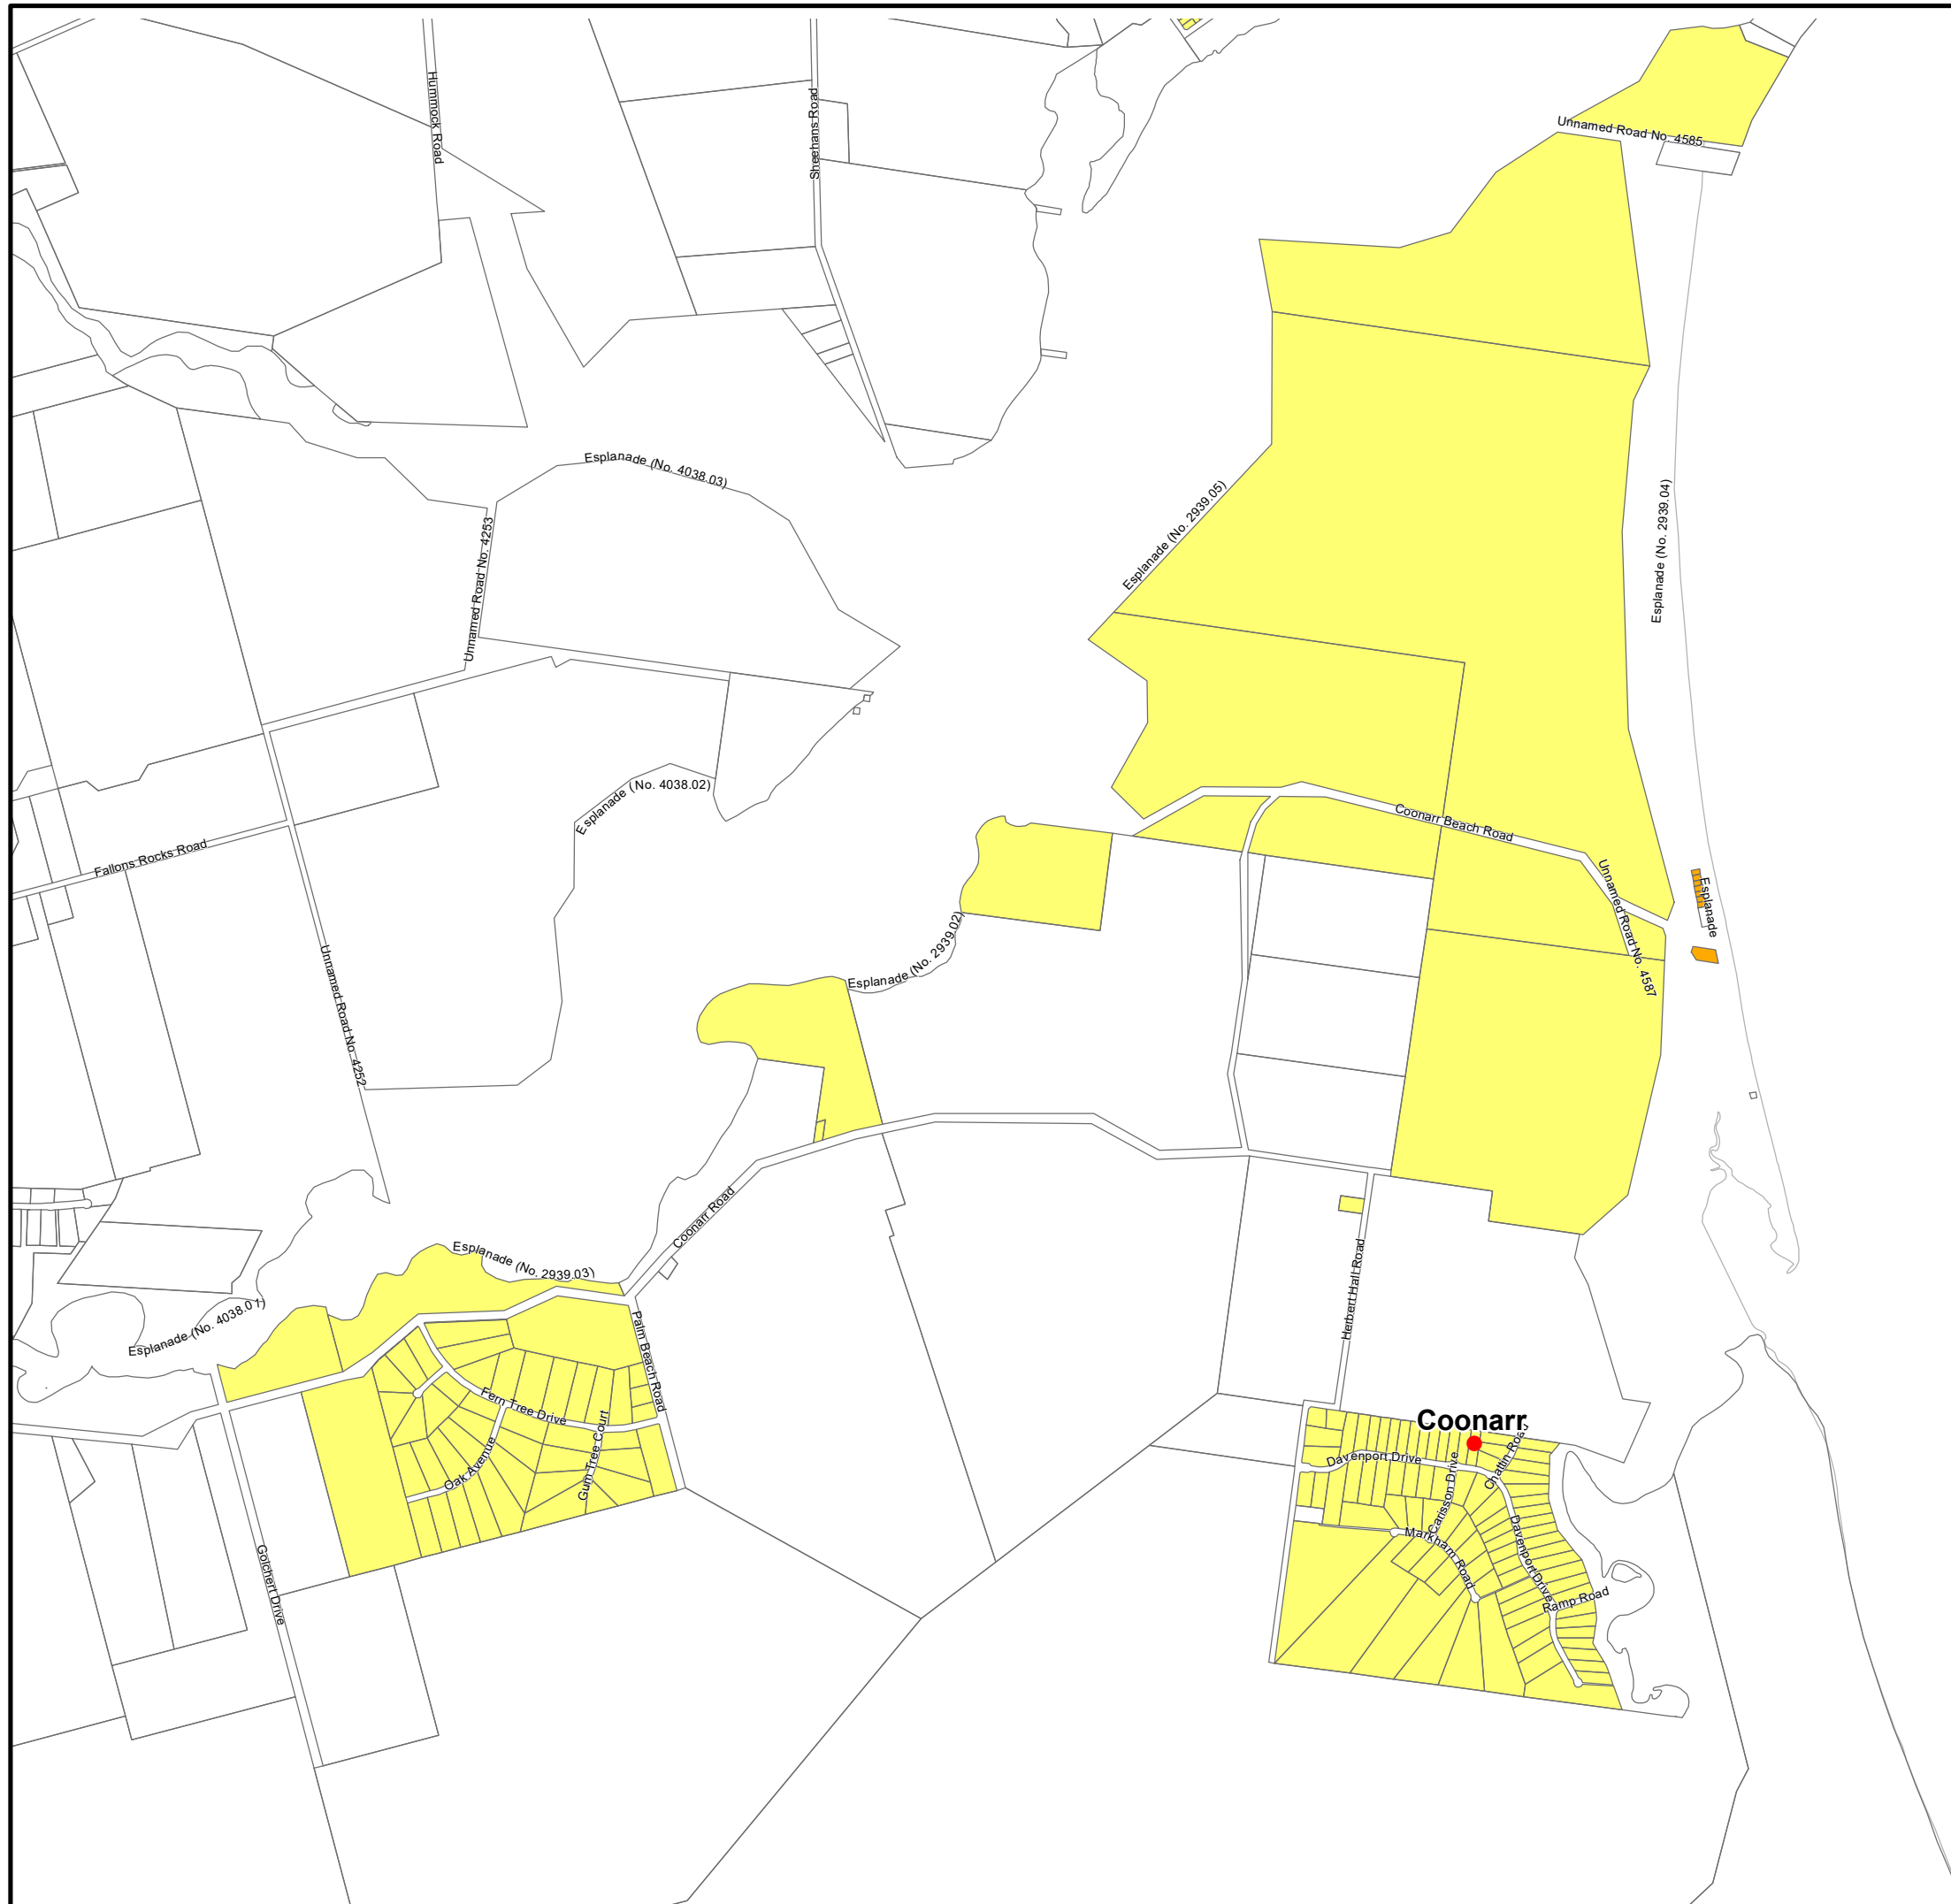 Hummock Road
Sheehans Road
Unnamed Road No. 4585
Esplanade (No. 4038.03)
Esplanade (No. 2939.05)
Esplanade (No. 2939.04)
Unnamed Road No. 4253
Esplanade (No. 4038.02)
Coonarr Beach Road
Fallons Rocks Road
Unnamed Road No. 4587
Esplanade
Esplanade (No. 2939.02)
Unnamed Road No. 4252
Coonarr Road
Esplanade (No. 2939.03)
Herbert Hall Road
Esplanade (No. 4038.01)
Palm Beach Road
Fern Tree Drive
Gum Tree Court
Oak Avenue
Coonarr
Davenport Drive
Chatlin Road
Carisson Drive
Markham Road
Davenport Drive
Ramp Road
Golchert Drive